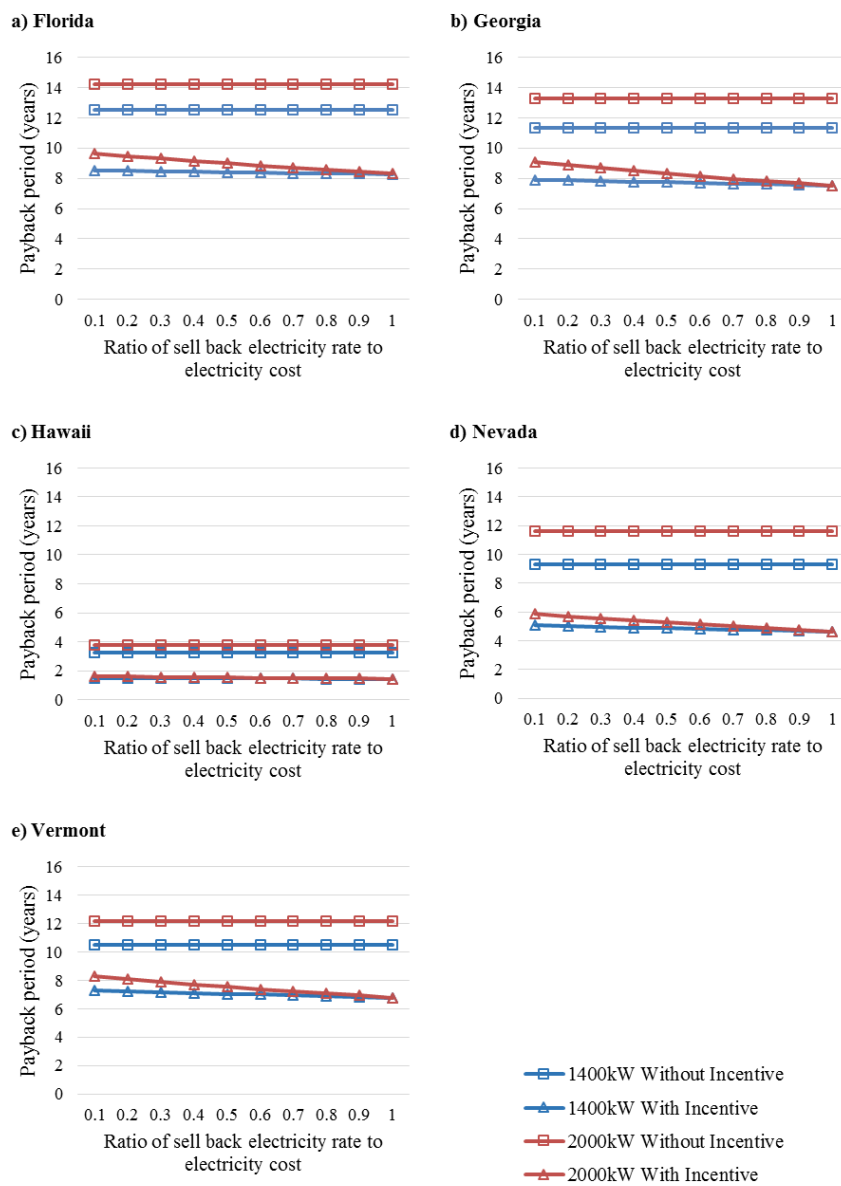 a) Florida
Payback period (years)
16
14
12
10
8
6
4
2
0
0.1 0.2 0.3 0.4 0.5 0.6 0.7 0.8 0.9 1
Ratio of sell back electricity rate to
electricity cost
b) Georgia
Payback period (years)
16
14
12
10
8
6
4
2
0
0.1 0.2 0.3 0.4 0.5 0.6 0.7 0.8 0.9 1
Ratio of sell back electricity rate to
electricity cost
c) Hawaii
Payback period (years)
16
14
12
10
8
6
4
2
0
0.1 0.2 0.3 0.4 0.5 0.6 0.7 0.8 0.9 1
Ratio of sell back electricity rate to
electricity cost
d) Nevada
Payback period (years)
16
14
12
10
8
6
4
2
0
0.1 0.2 0.3 0.4 0.5 0.6 0.7 0.8 0.9 1
Ratio of sell back electricity rate to
electricity cost
e) Vermont
Payback period (years)
16
14
12
10
8
6
4
2
0
0.1 0.2 0.3 0.4 0.5 0.6 0.7 0.8 0.9 1
Ratio of sell back electricity rate to
electricity cost
1400kW Without Incentive
1400kW With Incentive
2000kW Without Incentive
2000kW With Incentive